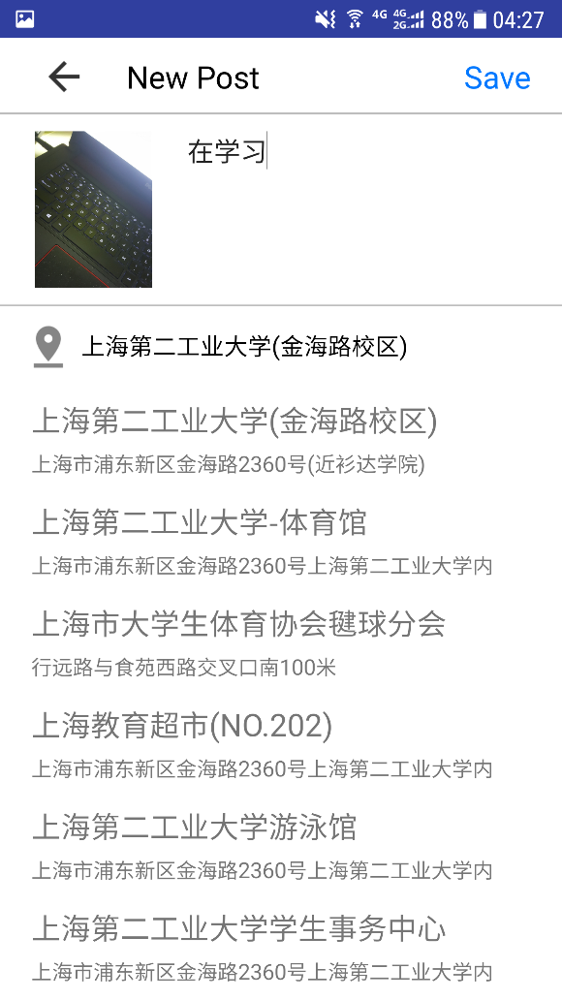 4G 4G 2G 88% 04:27
New Post Save
在学习
上海第二工业大学(金海路校区)
上海第二工业大学(金海路校区)
上海市浦东新区金海路2360号(近衫达学院)
上海第二工业大学-体育馆
上海市浦东新区金海路2360号上海第二工业大学内
上海市大学生体育协会毽球分会
行远路与食苑西路交叉口南100米
上海教育超市(NO.202)
上海市浦东新区金海路2360号上海第二工业大学内
上海第二工业大学游泳馆
上海市浦东新区金海路2360号上海第二工业大学内
上海第二工业大学学生事务中心
上海市浦东新区金海路2360号上海第二工业大学内